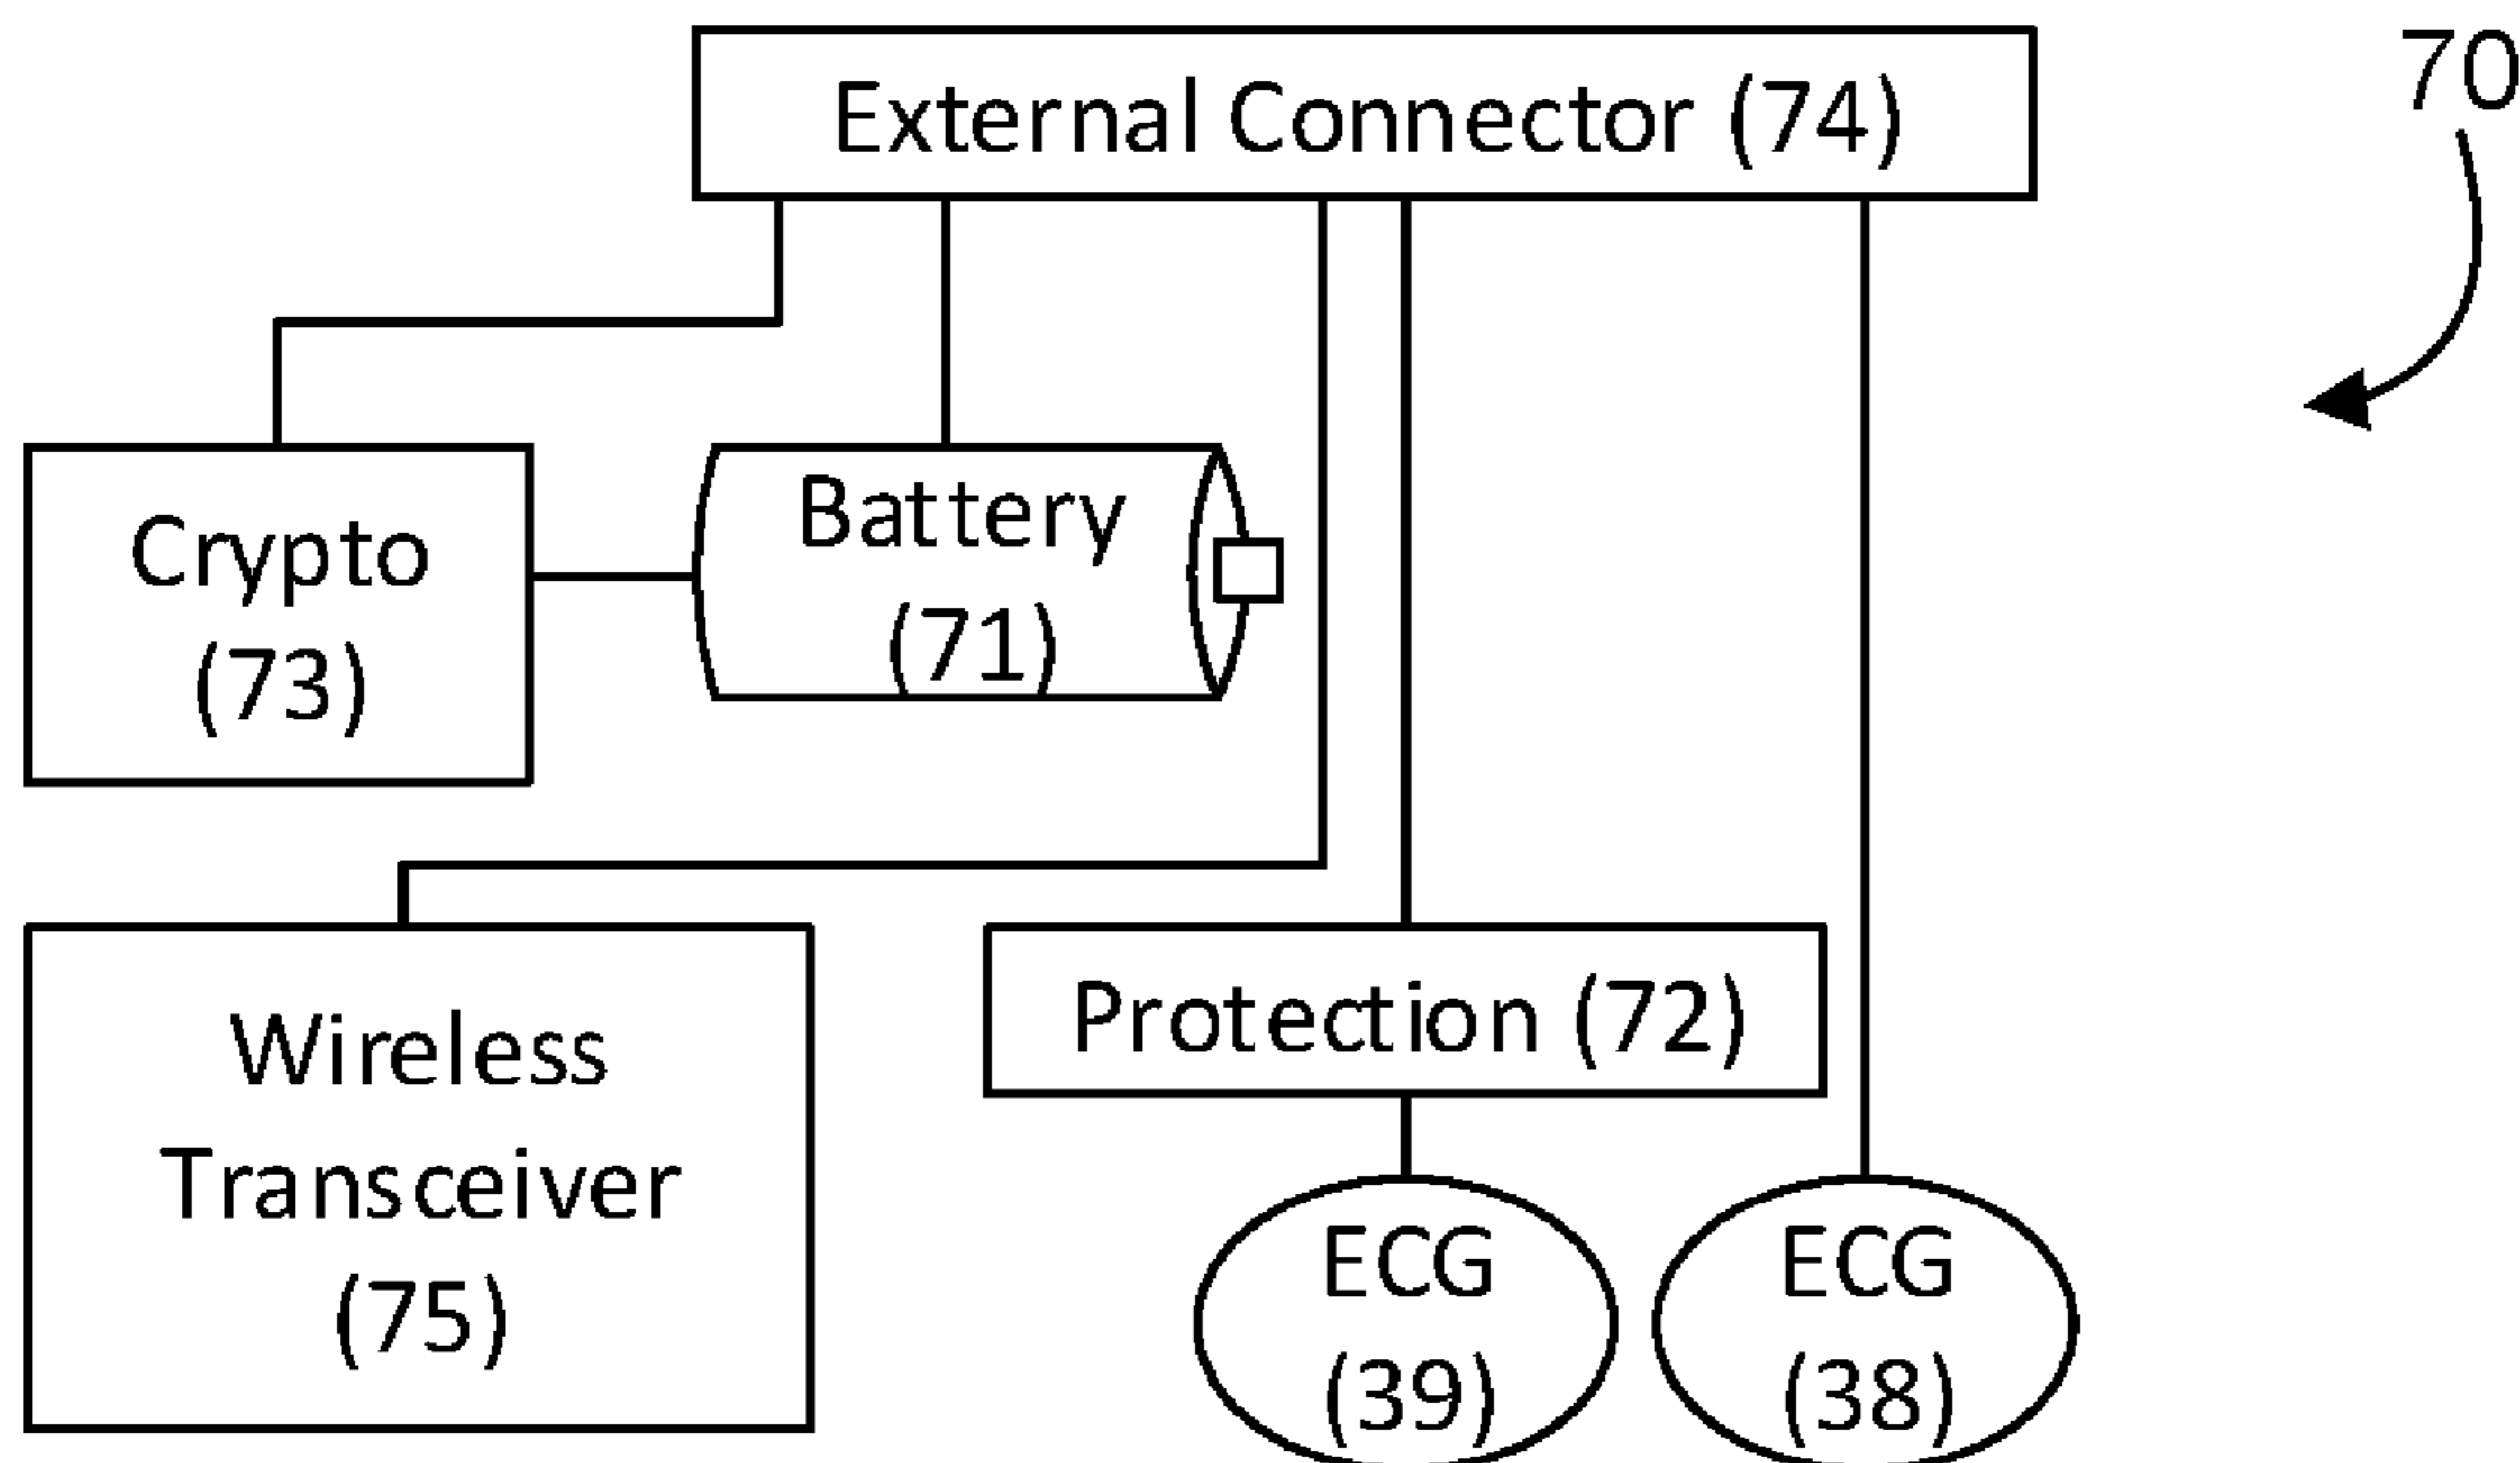 External Connector (74)
70
Crypto
(73)
Battery
(71)
Wireless
Transceiver
(75)
Protection (72)
ECG
(39)
ECG
(38)